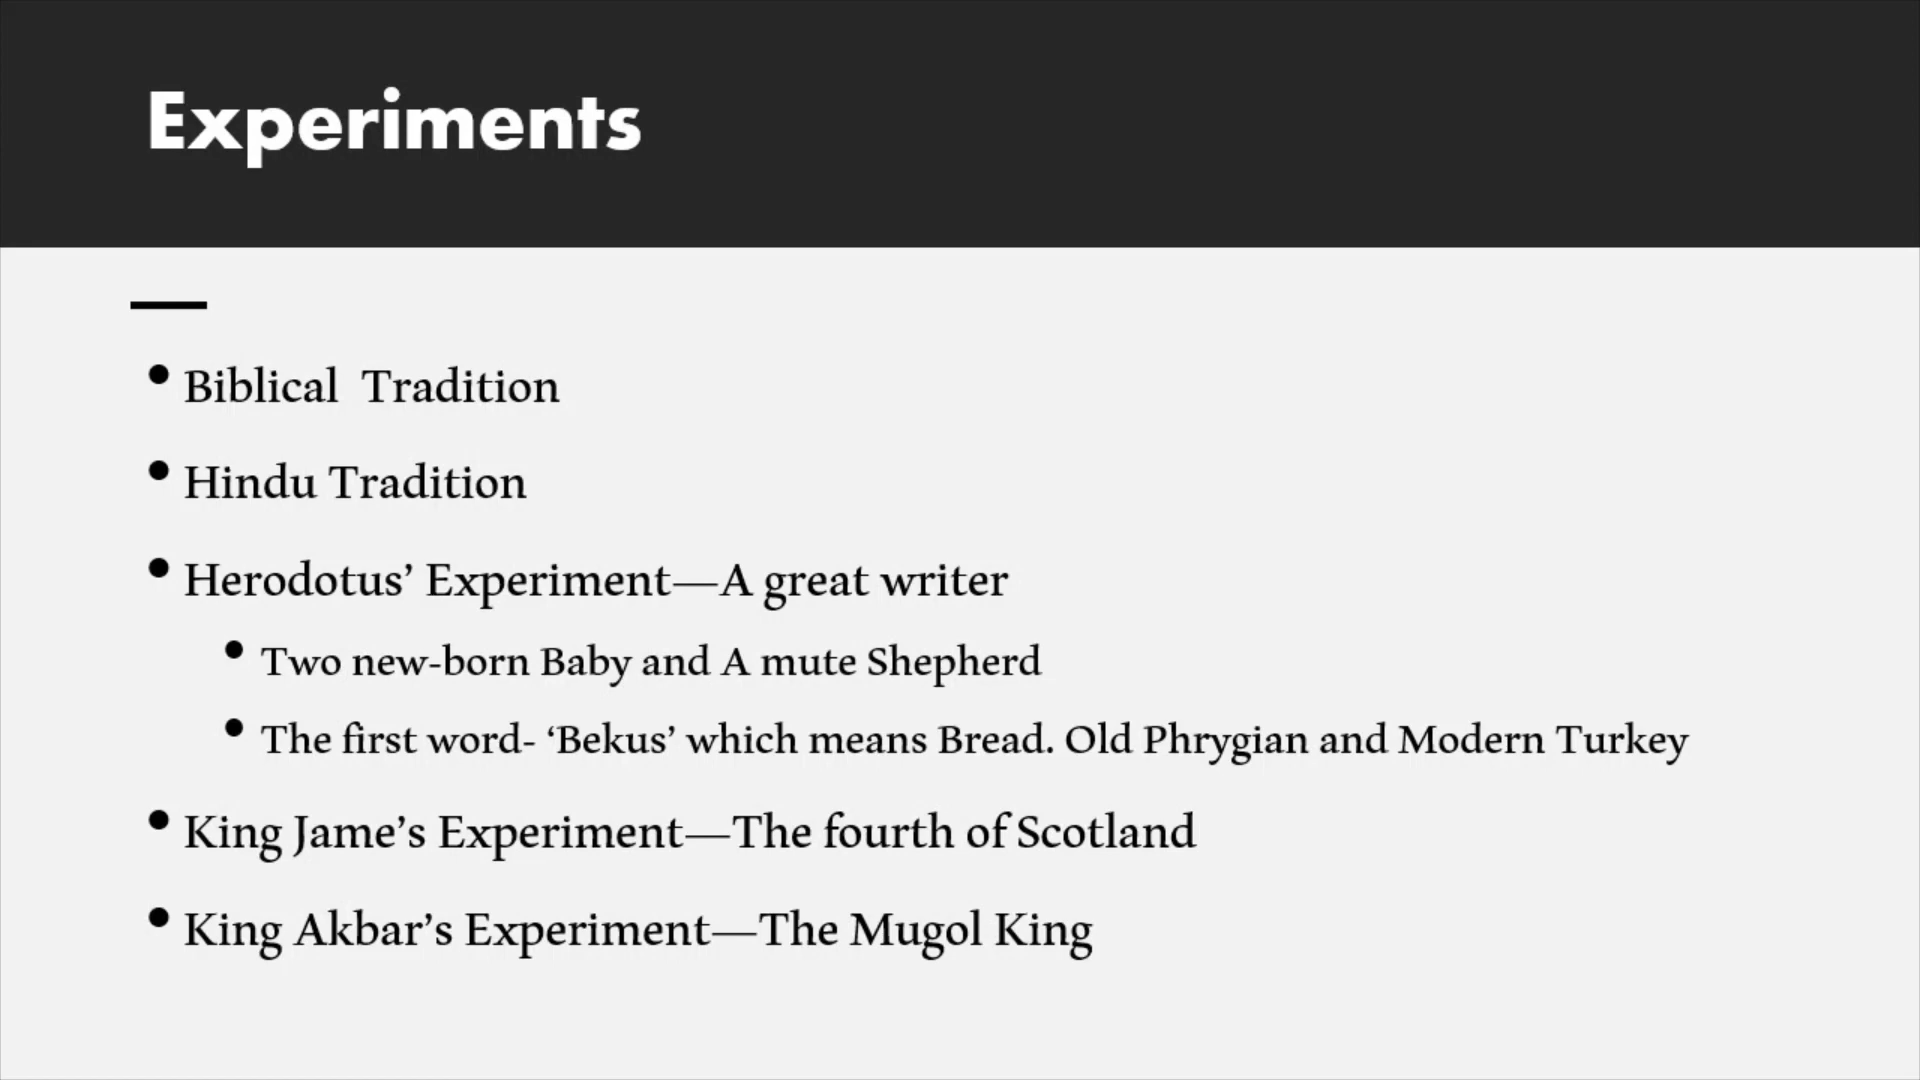 Experiments
• Biblical  Tradition
• Hindu Tradition
• Herodotus’ Experiment—A great writer
• Two new-born Baby and A mute Shepherd
• The first word- ‘Bekus’ which means Bread. Old Phrygian and Modern Turkey
• King Jame’s Experiment—The fourth of Scotland
• King Akbar’s Experiment—The Mugol King